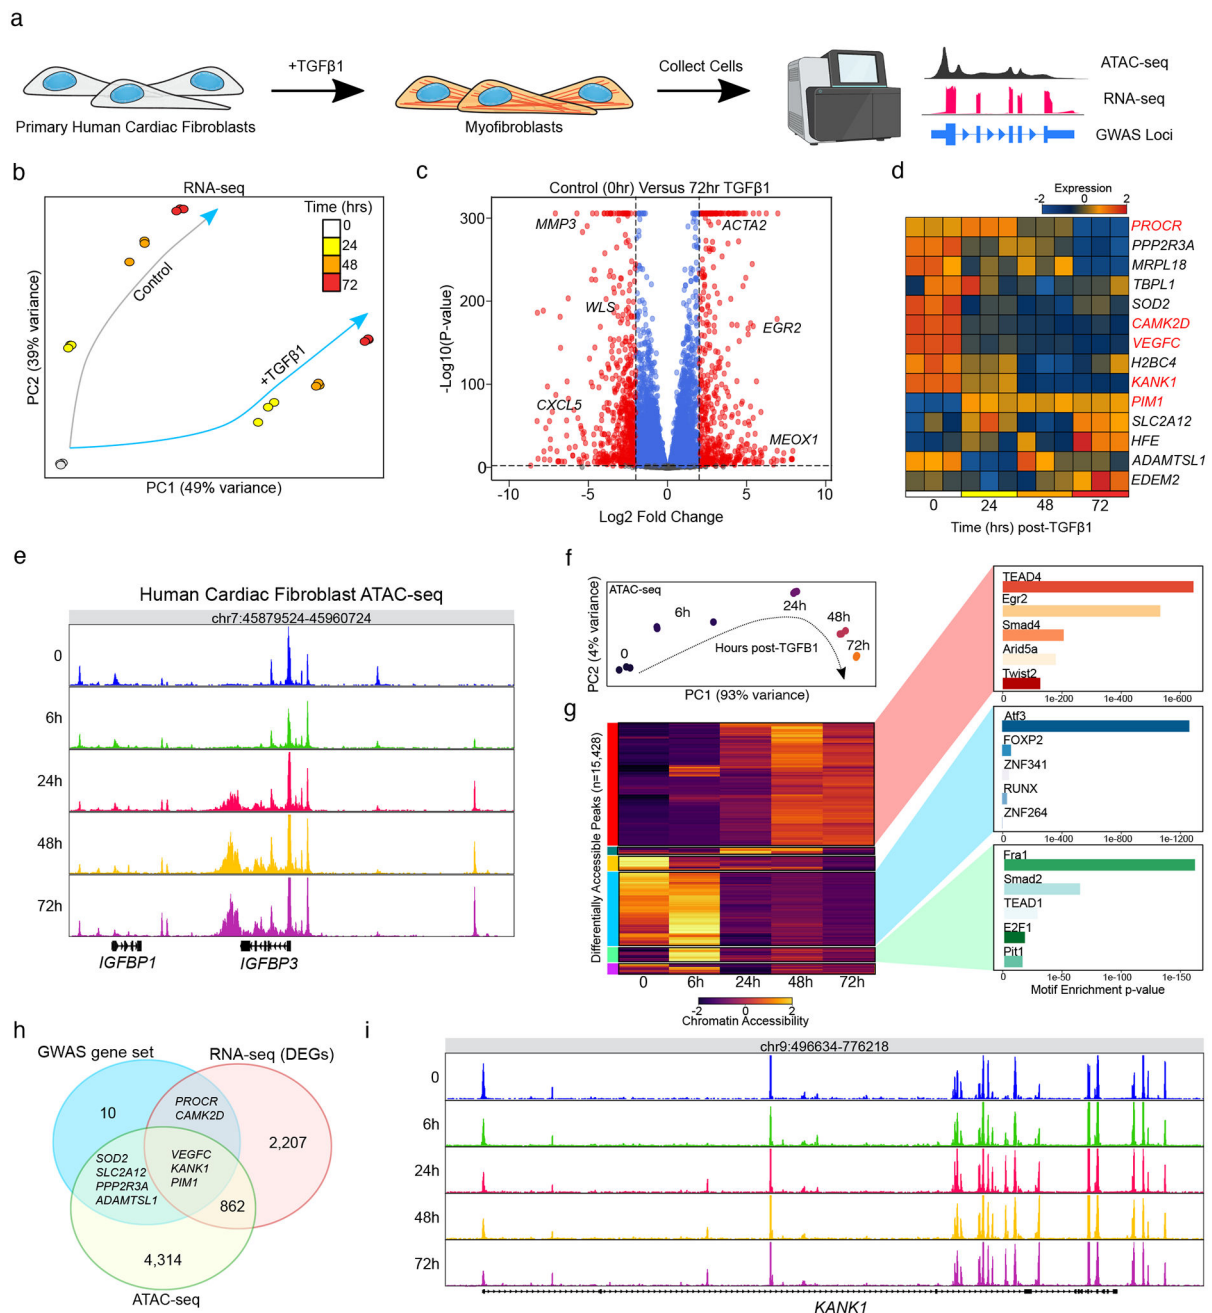 a
+TGFβ1
Collect Cells
Primary Human Cardiac Fibroblasts
Myofibroblasts
ATAC-seq
RNA-seq
GWAS Loci
b
RNA-seq
Time (hrs)
0
24
48
72
Control
+TGFβ1
PC2 (39% variance)
PC1 (49% variance)
c
Control (0hr) Versus 72hr TGFβ1
MMP3
ACTA2
WLS
EGR2
CXCL5
MEOX1
300
200
100
0
-Log10(P-value)
-10
-5
0
2
5
10
Log2 Fold Change
d
Expression
-2
0
2
PROCR
PPP2R3A
MRPL18
TBPL1
SOD2
CAMK2D
VEGFC
H2BC4
KANK1
PIM1
SLC2A12
HFE
ADAMTSL1
EDEM2
0
24
48
72
Time (hrs) post-TGFβ1
e
Human Cardiac Fibroblast ATAC-seq
chr7:45879524-45960724
0
6h
24h
48h
72h
IGFBP1
IGFBP3
f
ATAC-seq
0
6h
24h
48h
72h
Hours post-TGFB1
PC2 (4% variance)
PC1 (93% variance)
g
Differentially Accessible Peaks (n=15,428)
0
6h
24h
48h
72h
-2
0
2
Chromatin Accessibility
TEAD4
Egr2
Smad4
Arid5a
Twist2
0
1e-200
1e-400
1e-600
Atf3
FOXP2
ZNF341
RUNX
ZNF264
0
1e-400
1e-800
1e-1200
Fra1
Smad2
TEAD1
E2F1
Pit1
0
1e-50
1e-100
1e-150
Motif Enrichment p-value
h
GWAS gene set
RNA-seq (DEGs)
10
PROCR
CAMK2D
2,207
SOD2
SLC2A12
PPP2R3A
ADAMTSL1
VEGFC
KANK1
PIM1
862
4,314
ATAC-seq
i
chr9:496634-776218
0
6h
24h
48h
72h
KANK1